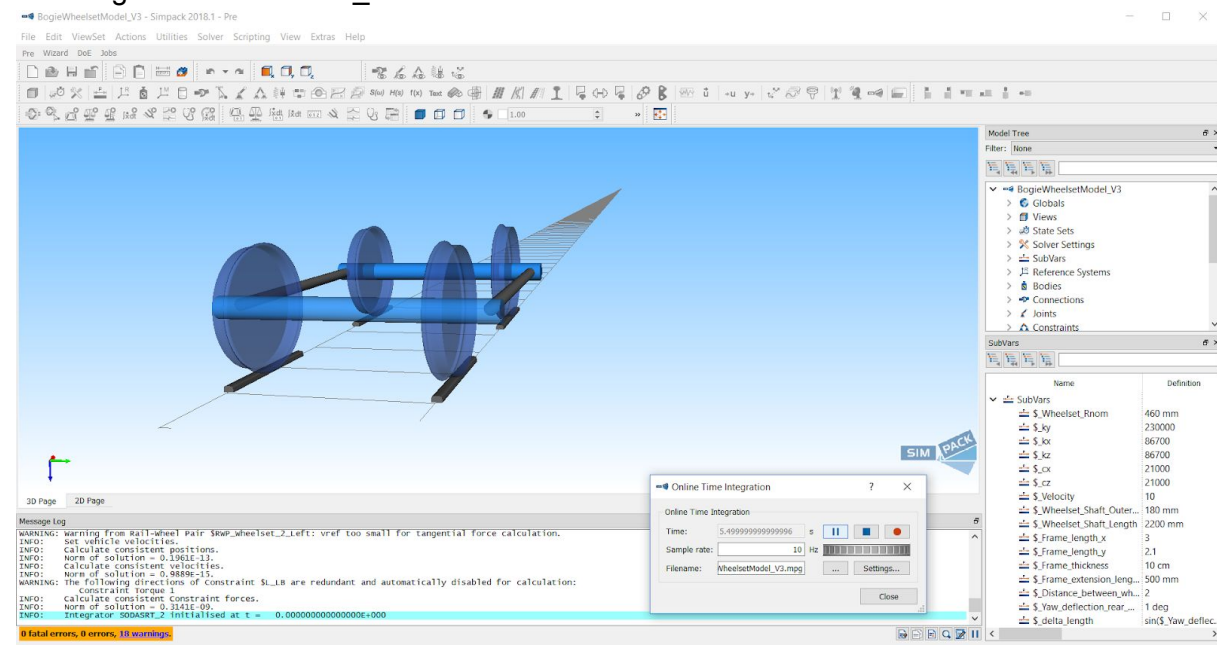 BogieWheelsetModel_V3 - Simpack 2018.1 - Pre
File Edit ViewSet Actions Utilities Solver Scripting View Extras Help
Pre Wizard DoE Jobs
S(ω) H(s) f(x) Text
1.00
Model Tree
Filter: None
BogieWheelsetModel_V3
Globals
Views
State Sets
Solver Settings
SubVars
Reference Systems
Bodies
Connections
Joints
Constraints
SubVars
Name Definition
SubVars
$_Wheelset_Rnom 460 mm
$_ky 230000
$_kx 86700
$_kz 86700
$_cx 21000
$_cz 21000
$_Velocity 10
$_Wheelset_Shaft_Outer... 180 mm
$_Wheelset_Shaft_Length 2200 mm
$_Frame_length_x 3
$_Frame_length_y 2.1
$_Frame_thickness 10 cm
$_Frame_extension_leng... 500 mm
$_Distance_between_wh... 2
$_Yaw_deflection_rear_... 1 deg
$_delta_length sin($_Yaw_deflec...
SIMPACK
3D Page 2D Page
Online Time Integration ? ×
Online Time Integration
Time: 5.499999999999996 s
Sample rate: 10 Hz
Filename: VheelsetModel_V3.mpg ... Settings...
Close
Message Log
WARNING: Warning from Rail-Wheel Pair $RWP_Wheelset_2_Left: vref too small for tangential force calculation.
INFO: Set vehicle velocities.
INFO: Calculate consistent positions.
INFO: Norm of solution = 0.1961E-13.
INFO: Calculate consistent velocities.
INFO: Norm of solution = 0.9889E-15.
WARNING: The following directions of Constraint $L_LB are redundant and automatically disabled for calculation:
Constraint Torque 1
INFO: Calculate consistent Constraint forces.
INFO: Norm of solution = 0.3141E-09.
INFO: Integrator SODASRT_2 initialised at t = 0.000000000000000E+000
0 fatal errors, 0 errors, 18 warnings.